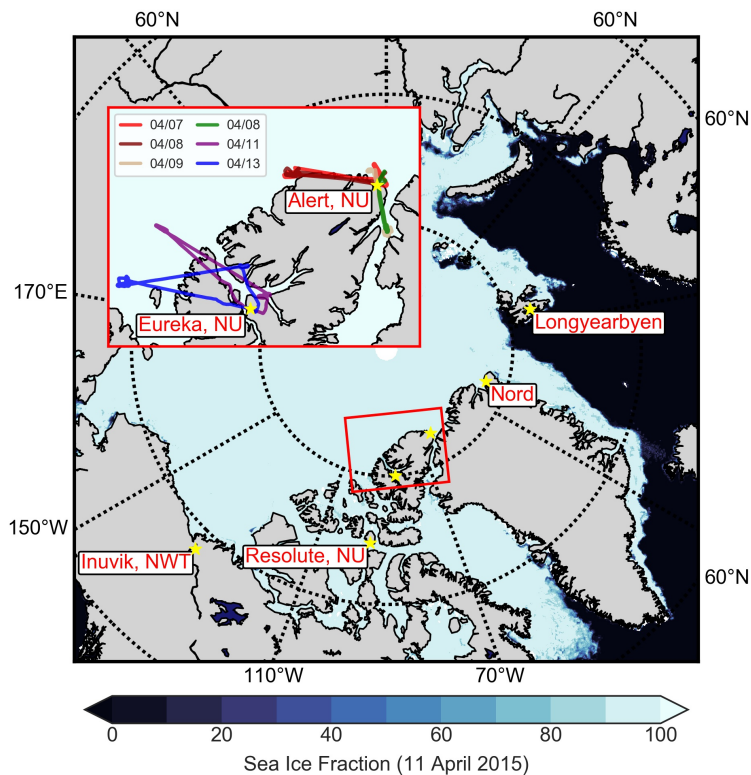 60°N 60°N
60°N
04/07 04/08
04/08 04/11
04/09 04/13
Alert, NU
Eureka, NU
170°E
Longyearbyen
Nord
150°W
Inuvik, NWT
Resolute, NU
60°N
110°W 70°W
0 20 40 60 80 100
Sea Ice Fraction (11 April 2015)